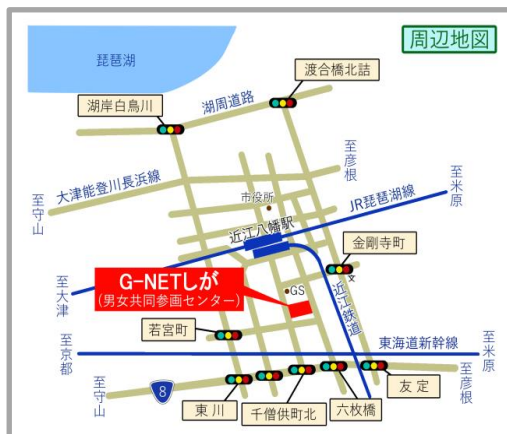 周辺地図
琵琶湖
渡合橋北詰
湖岸白鳥川
湖周道路
至彦根
大津能登川長浜線
至守山
市役所
JR琵琶湖線
至米原
近江八幡駅
金剛寺町
至大津
G-NETしが
(男女共同参画センター)
GS
近江鉄道
若宮町
東海道新幹線
至京都
至米原
至守山
8
東川
千僧供町北
六枚橋
友定
至彦根